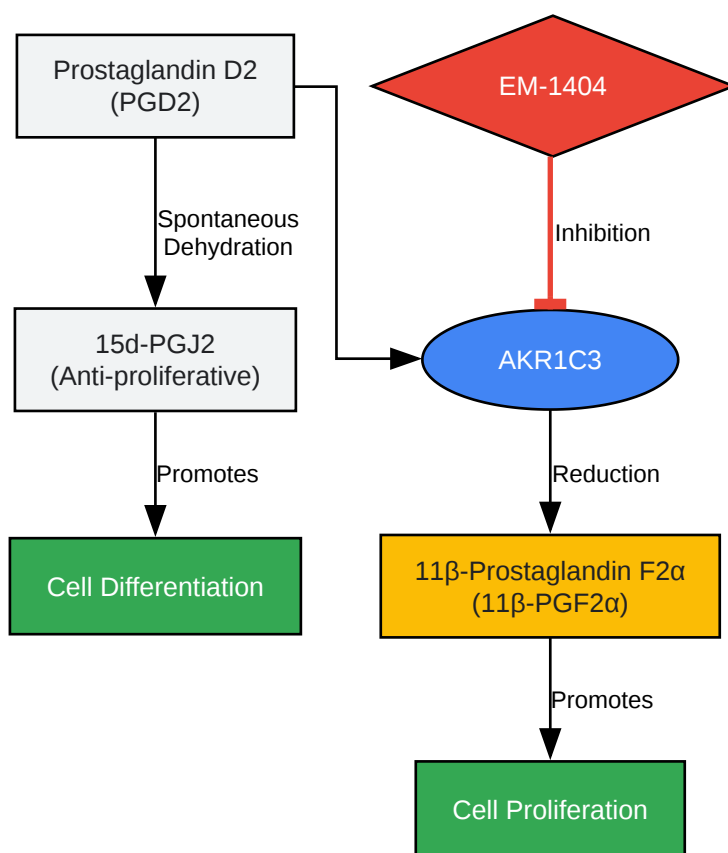 Prostaglandin D2
(PGD2)
EM-1404
Spontaneous
Dehydration
Inhibition
15d-PGJ2
(Anti-proliferative)
AKR1C3
Promotes
Reduction
Cell Differentiation
11β-Prostaglandin F2α
(11β-PGF2α)
Promotes
Cell Proliferation